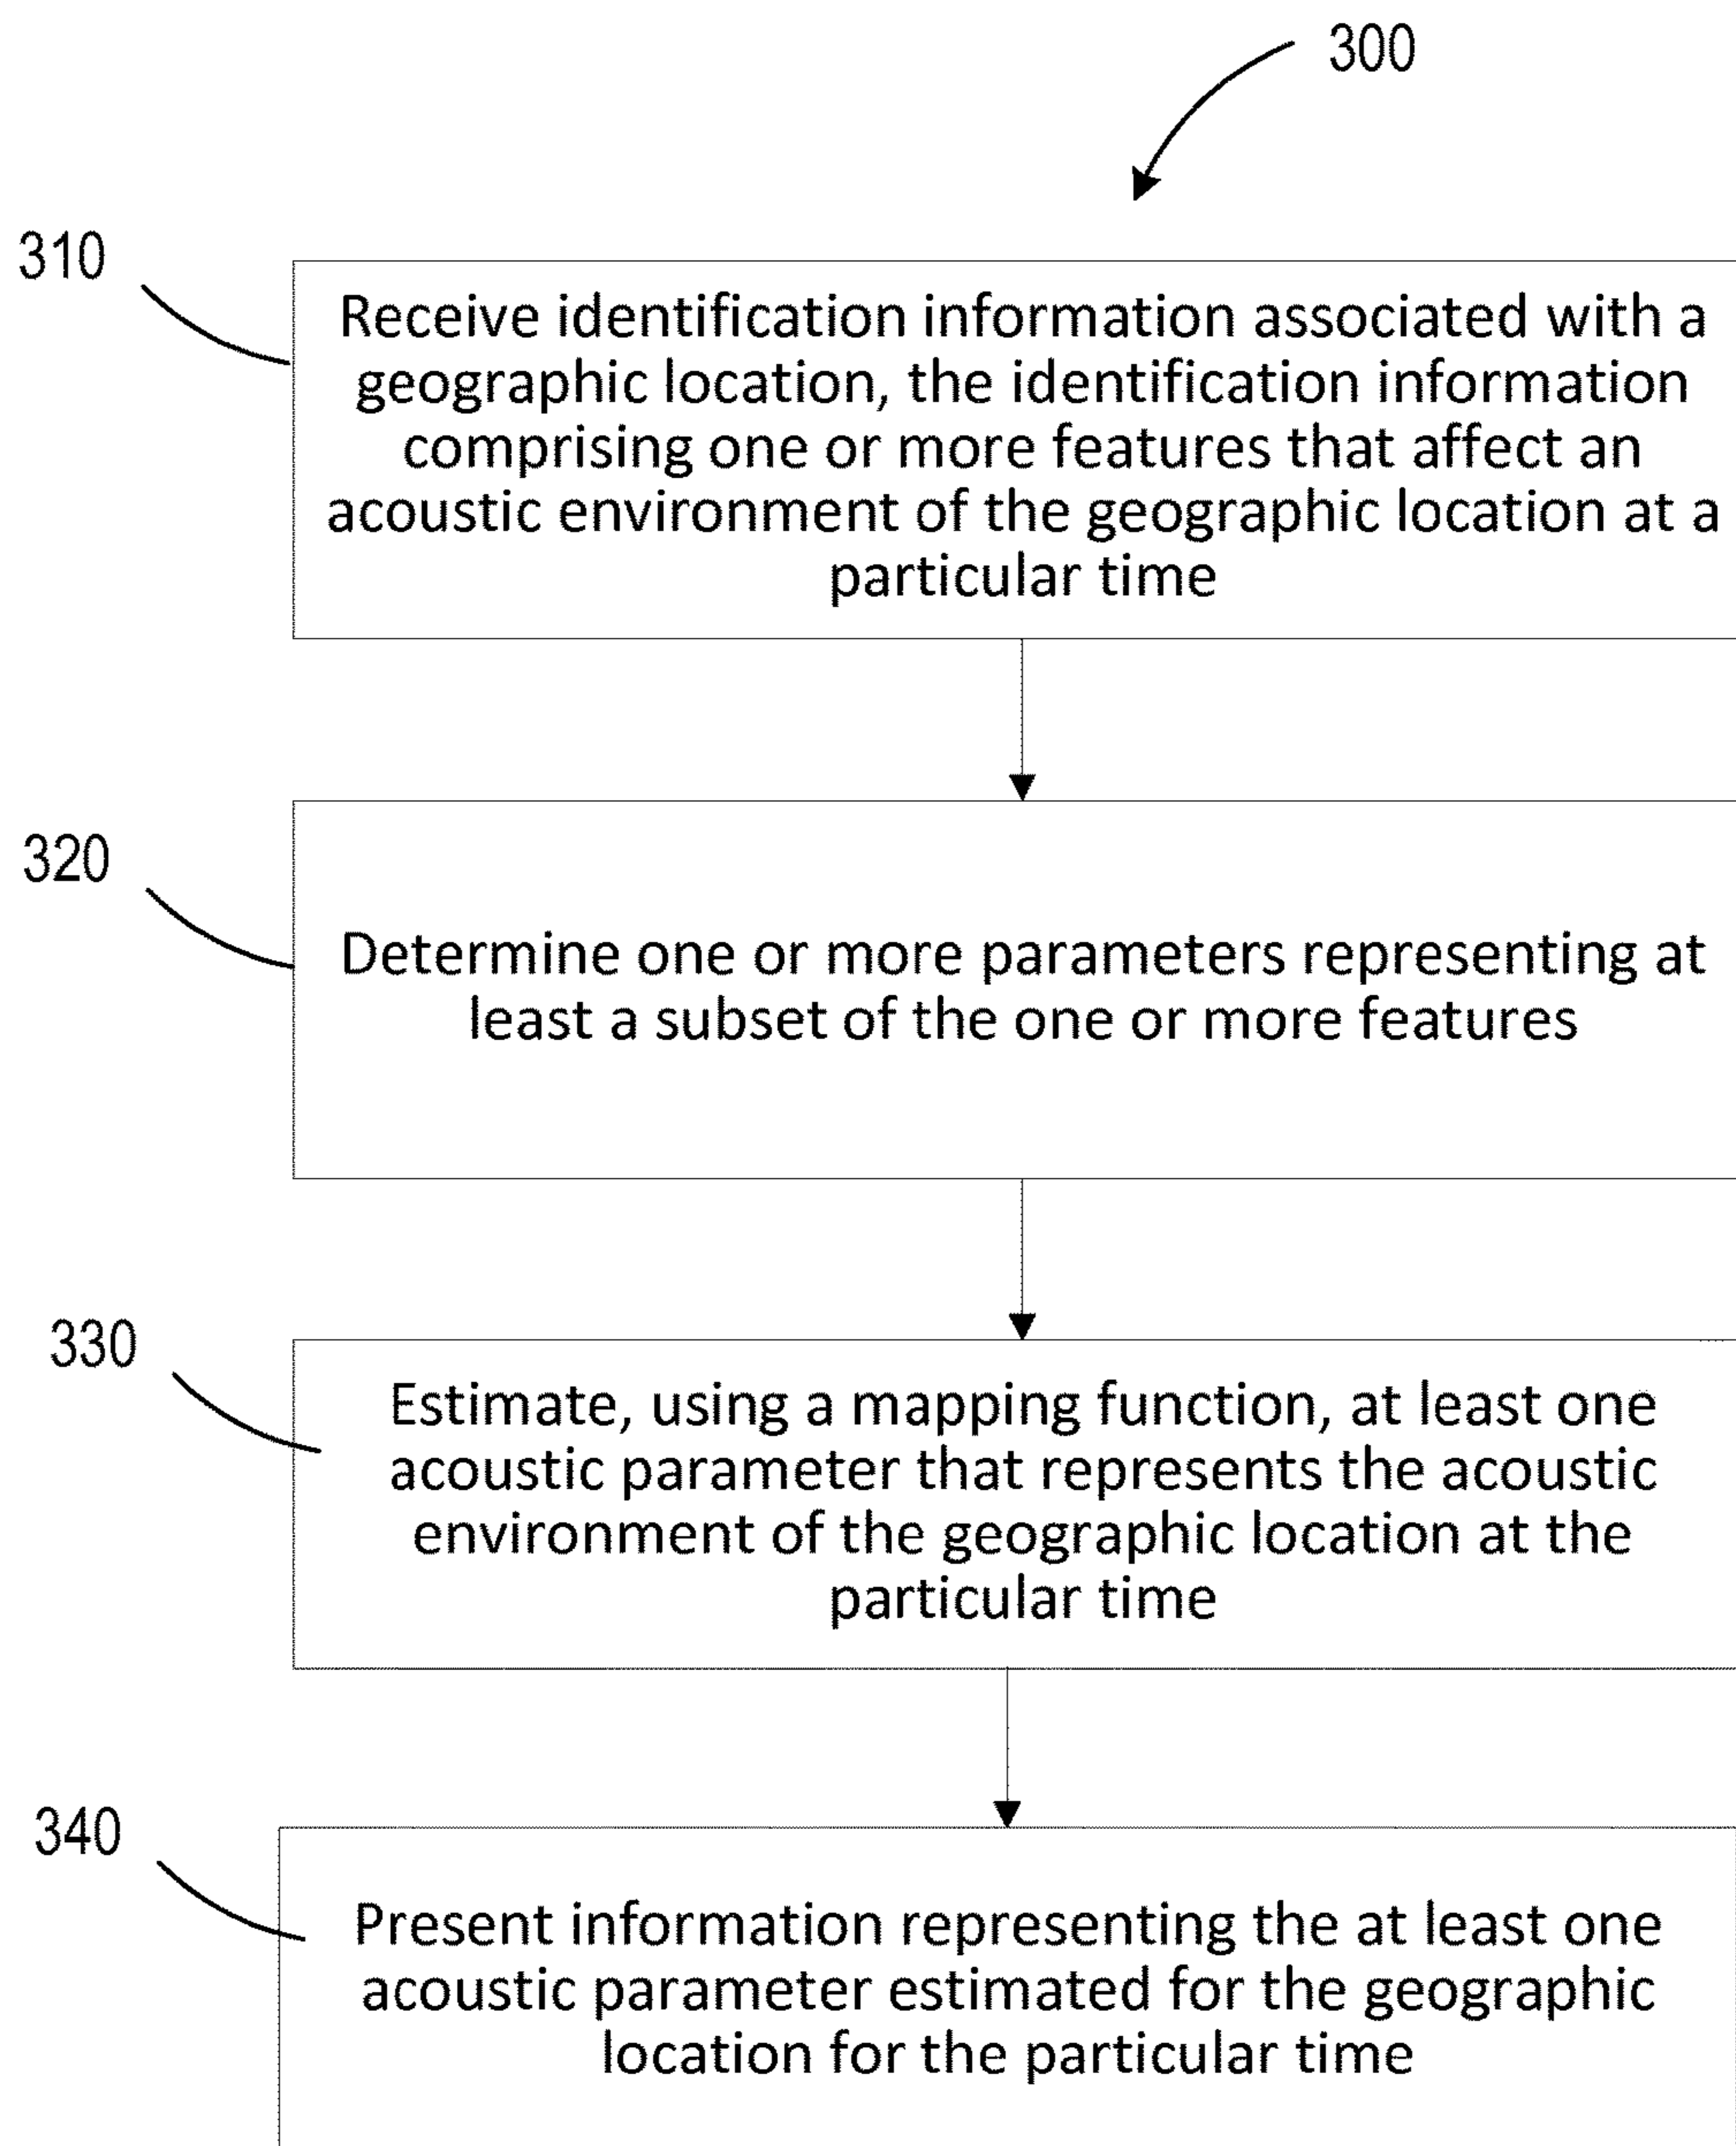 300
310
Receive identification information associated with a
geographic location, the identification information
comprising one or more features that affect an
acoustic environment of the geographic location at a
particular time
320
Determine one or more parameters representing at
least a subset of the one or more features
330
Estimate, using a mapping function, at least one
acoustic parameter that represents the acoustic
environment of the geographic location at the
particular time
340
Present information representing the at least one
acoustic parameter estimated for the geographic
location for the particular time